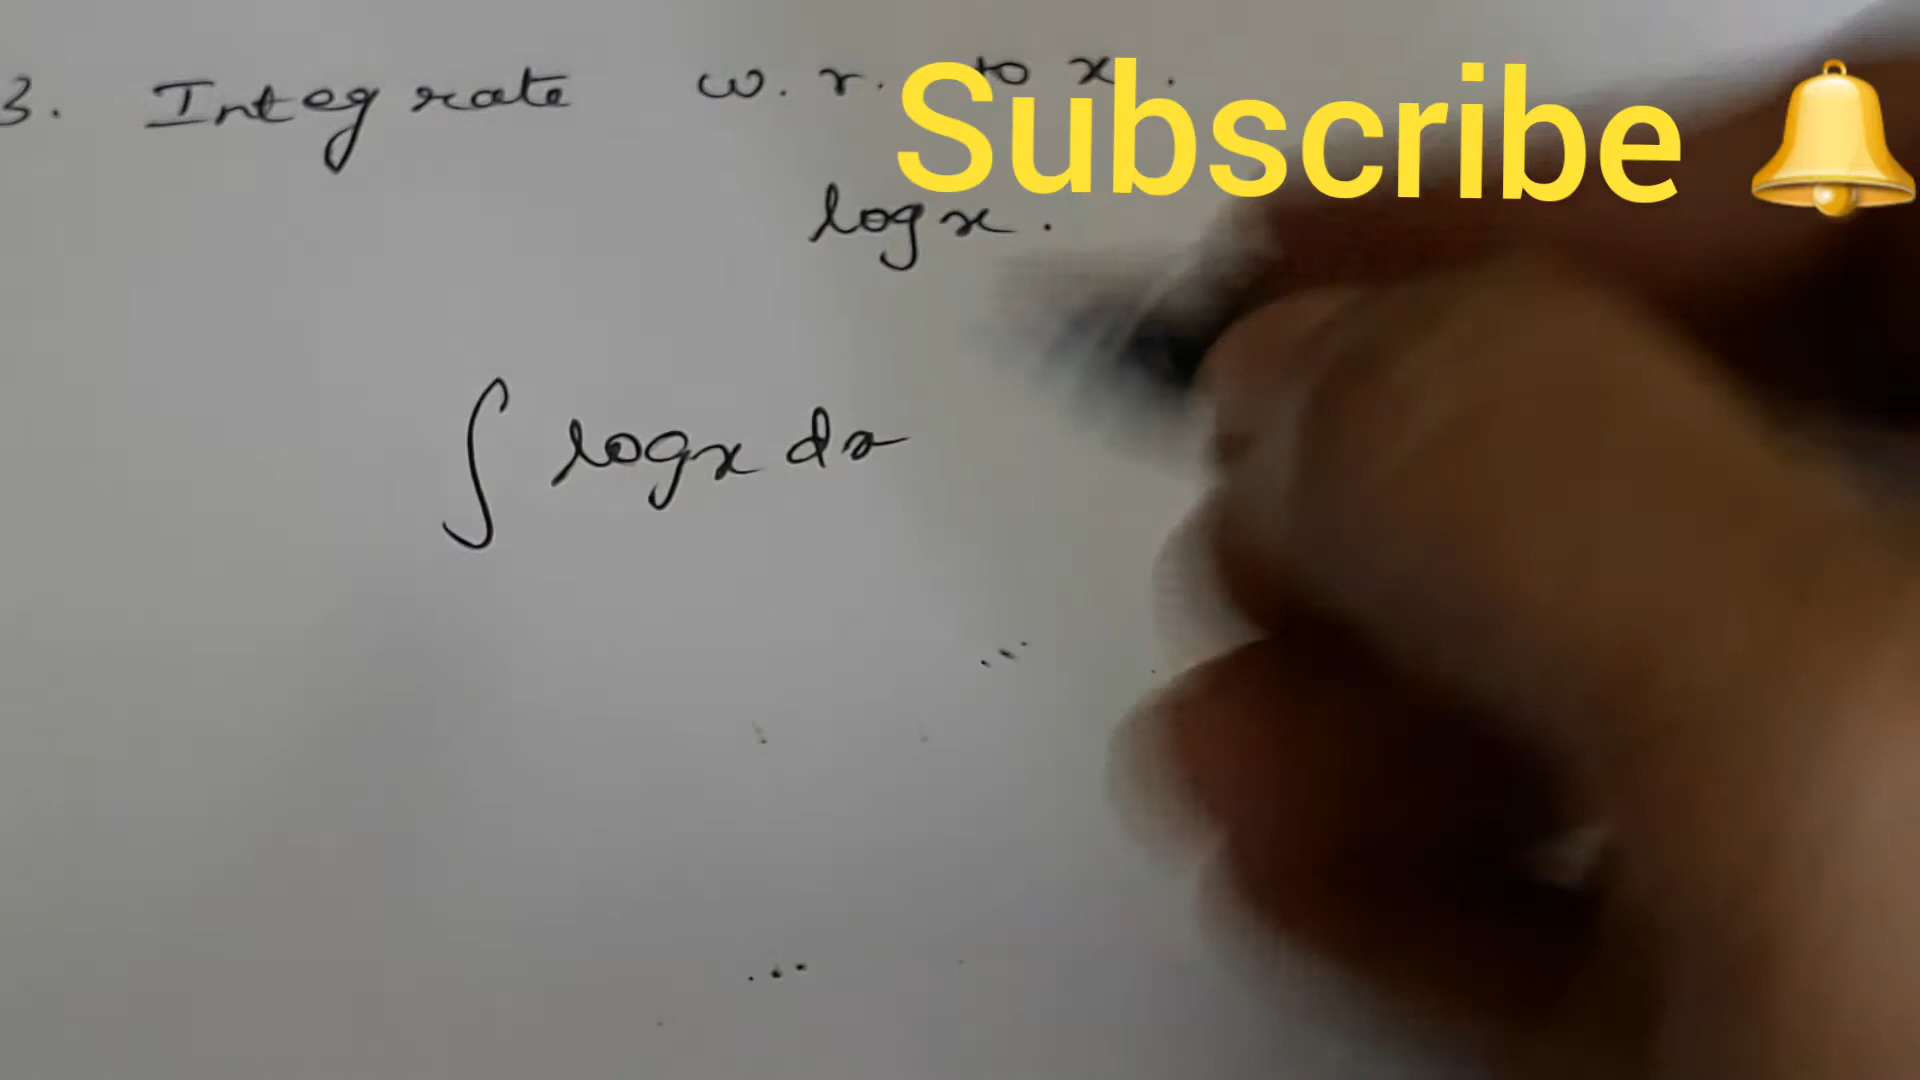 3. Integrate w. r. to x.
Subscribe 🔔
log x.
∫ log x dx